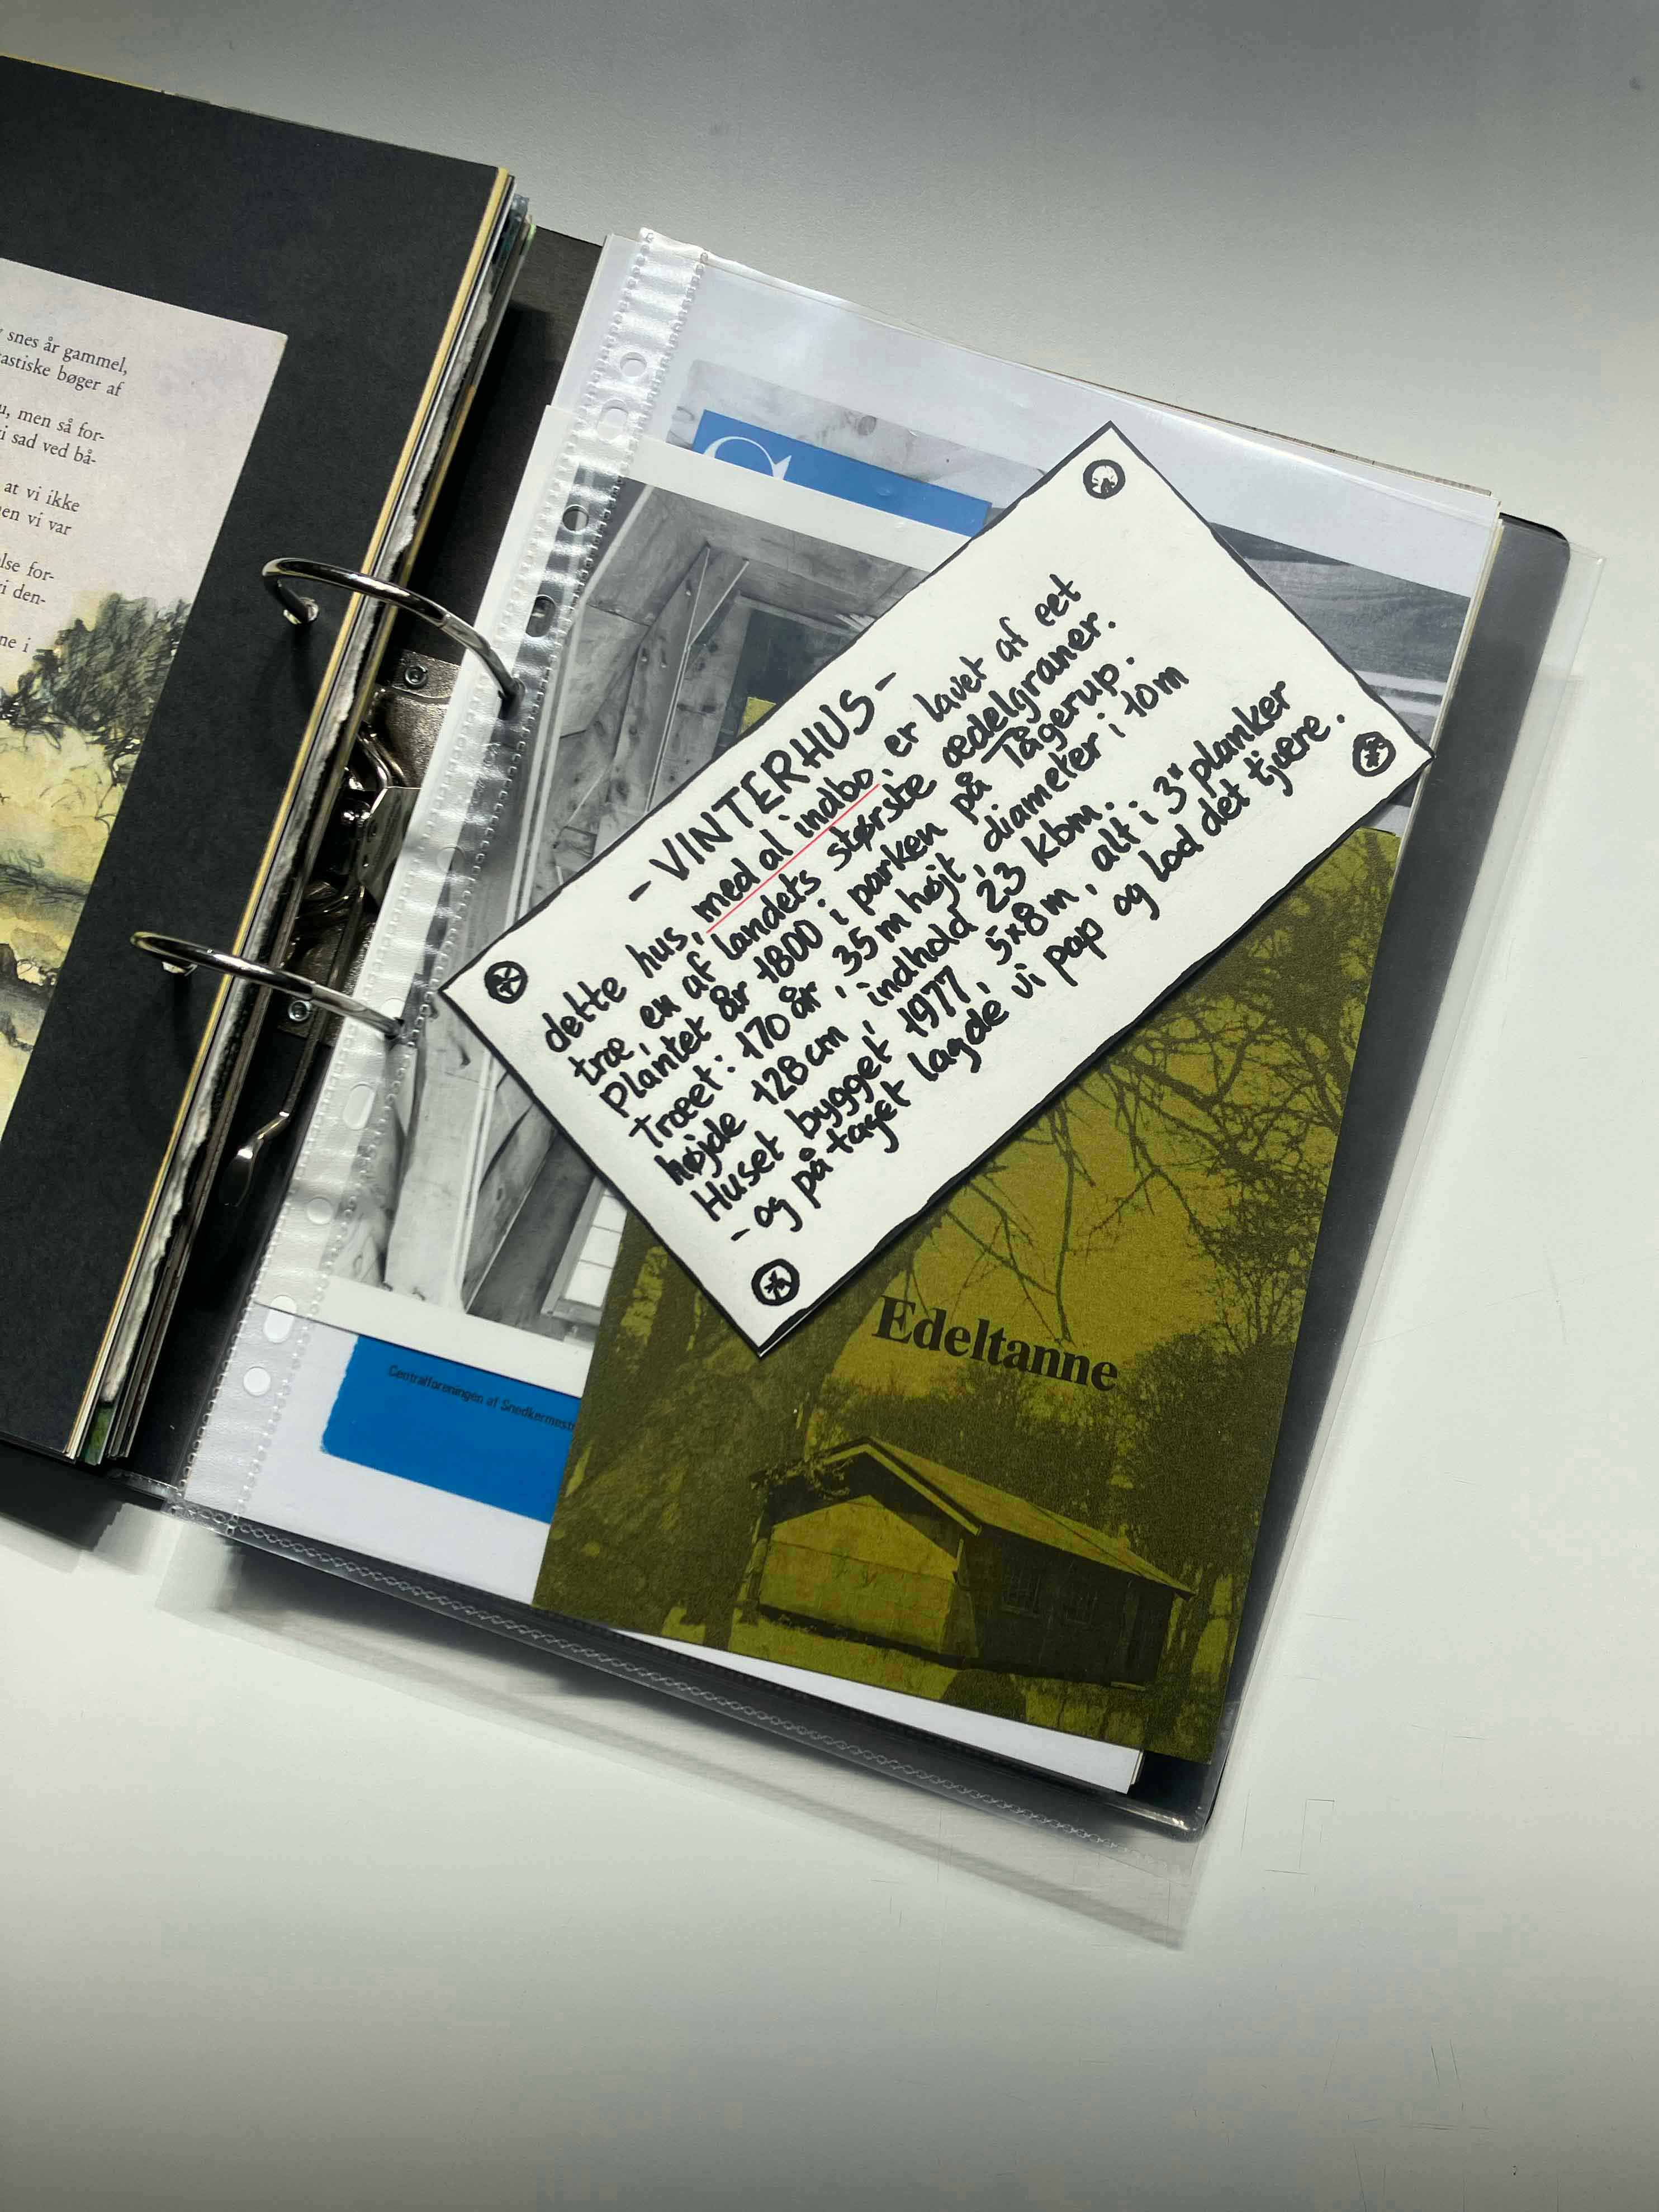 snes år gammel,
astiske bøger af
u, men så for-
i sad ved bå-
at vi ikke
en vi var
lse for-
i den-
ne i
- VINTERHUS -
dette hus, med al indbo, er lavet af eet
træ, en af landets største ædelgraner.
Plantet år 1800 i parken på Tågerup.
Træet: 170 år, 35 m højt, diameter i 10m
højde 128 cm, indhold 23 kbm.
Huset bygget 1977, 5x8m, alt i 3" planker
- og på taget lagde vi pap og lod det tjære.
Edeltanne
Centralforeningen af Snedkermest